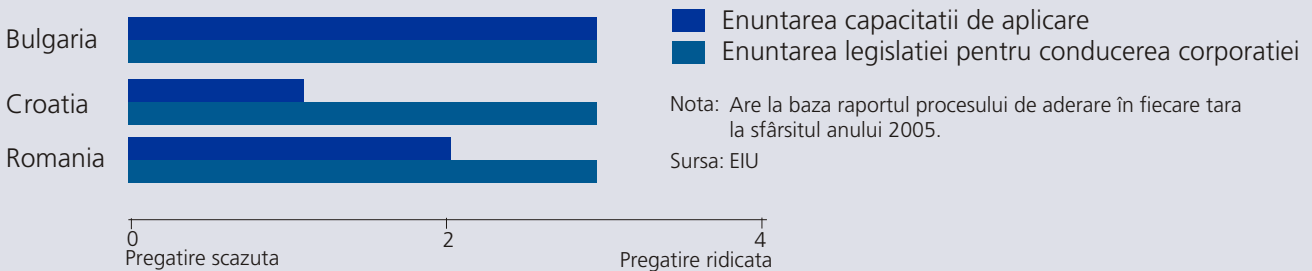 Bulgaria
Croatia
Romania
0 2 4
Pregatire scazuta Pregatire ridicata
Enuntarea capacitatii de aplicare
Enuntarea legislatiei pentru conducerea corporatiei
Nota: Are la baza raportul procesului de aderare în fiecare tara
la sfârsitul anului 2005.
Sursa: EIU